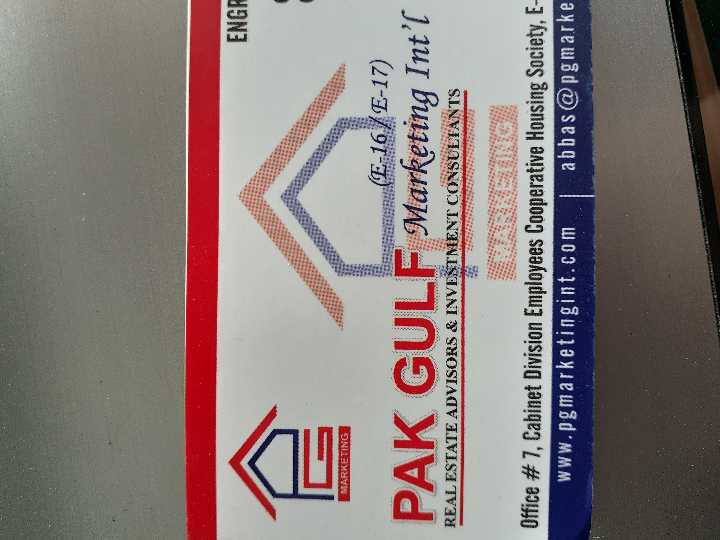 ENGR
MARKETING
(E-16 / E-17)
PAK GULF Marketing Int'l
REAL ESTATE ADVISORS & INVESTMENT CONSULTANTS
MARKETING
Office # 7, Cabinet Division Employees Cooperative Housing Society, E-
www.pgmarketingint.com | abbas@pgmarke